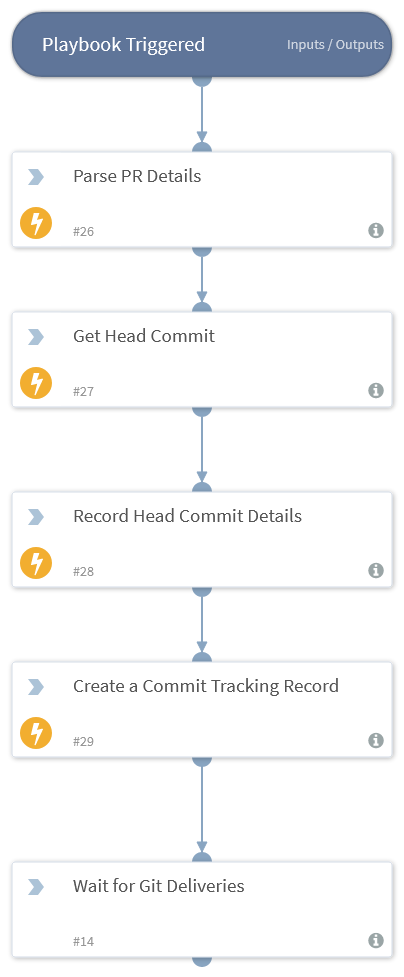 Playbook Triggered Inputs / Outputs
Parse PR Details
#26
Get Head Commit
#27
Record Head Commit Details
#28
Create a Commit Tracking Record
#29
Wait for Git Deliveries
#14